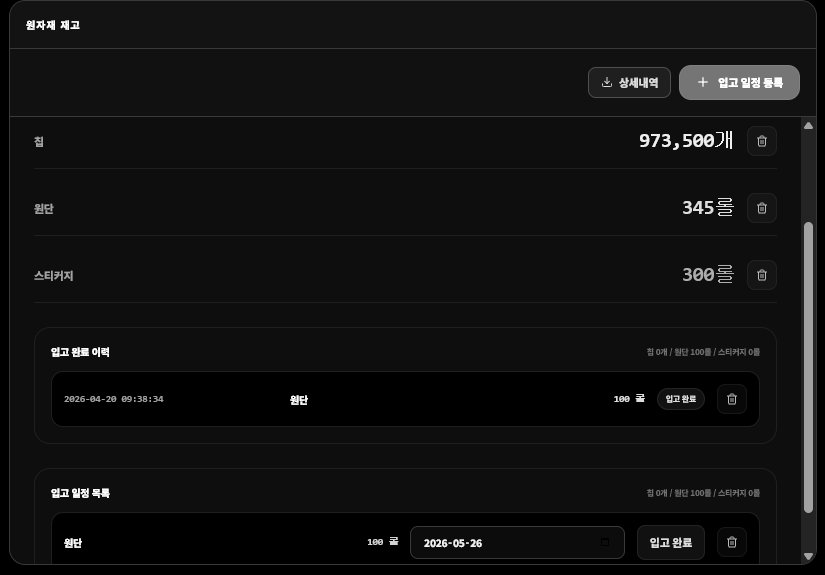 원자재 재고
상세내역
+ 입고 일정 등록
칩 973,500개
원단 345롤
스티커지 300롤
입고 완료 이력 칩 0개 / 원단 100롤 / 스티커지 0롤
2026-04-20 09:38:34 원단 100 롤 입고 완료
입고 일정 목록 칩 0개 / 원단 100롤 / 스티커지 0롤
원단 100 롤 2026-05-26 입고 완료